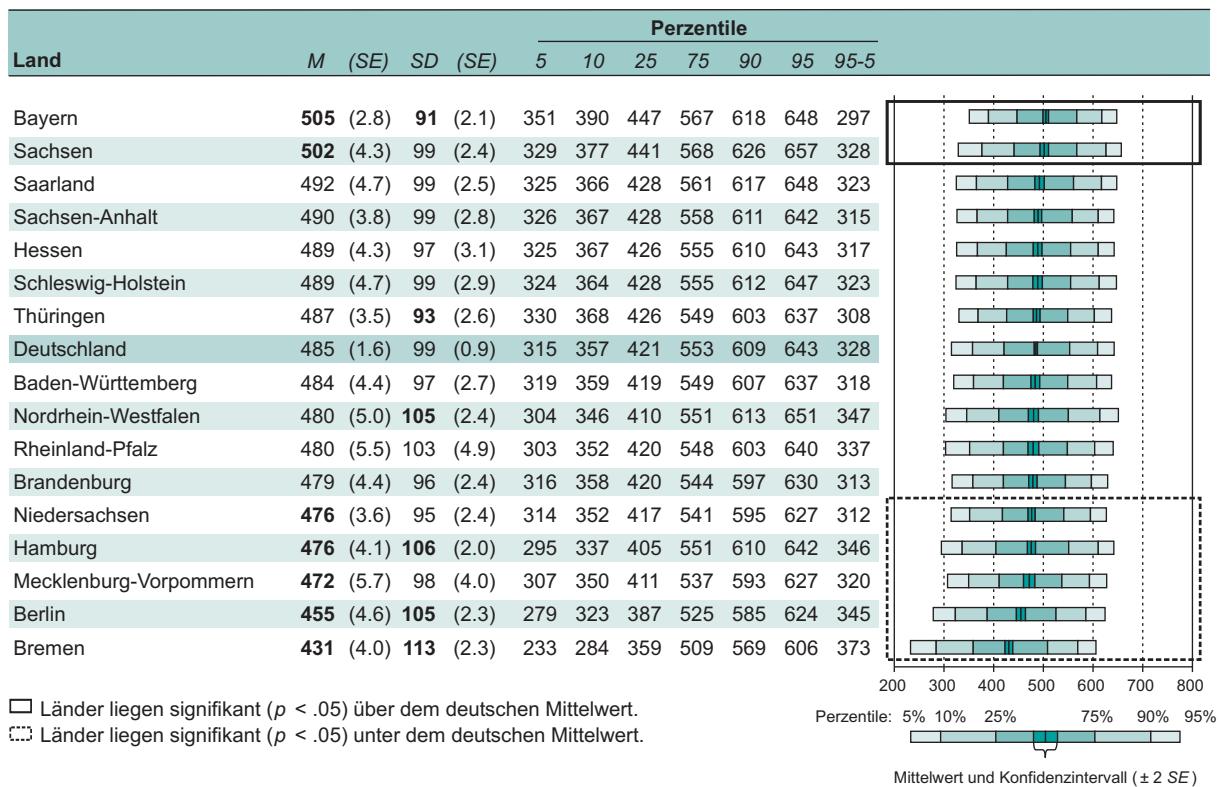 Perzentile
Land M (SE) SD (SE) 5 10 25 75 90 95 95-5
Bayern 505 (2.8) 91 (2.1) 351 390 447 567 618 648 297
Sachsen 502 (4.3) 99 (2.4) 329 377 441 568 626 657 328
Saarland 492 (4.7) 99 (2.5) 325 366 428 561 617 648 323
Sachsen-Anhalt 490 (3.8) 99 (2.8) 326 367 428 558 611 642 315
Hessen 489 (4.3) 97 (3.1) 325 367 426 555 610 643 317
Schleswig-Holstein 489 (4.7) 99 (2.9) 324 364 428 555 612 647 323
Thüringen 487 (3.5) 93 (2.6) 330 368 426 549 603 637 308
Deutschland 485 (1.6) 99 (0.9) 315 357 421 553 609 643 328
Baden-Württemberg 484 (4.4) 97 (2.7) 319 359 419 549 607 637 318
Nordrhein-Westfalen 480 (5.0) 105 (2.4) 304 346 410 551 613 651 347
Rheinland-Pfalz 480 (5.5) 103 (4.9) 303 352 420 548 603 640 337
Brandenburg 479 (4.4) 96 (2.4) 316 358 420 544 597 630 313
Niedersachsen 476 (3.6) 95 (2.4) 314 352 417 541 595 627 312
Hamburg 476 (4.1) 106 (2.0) 295 337 405 551 610 642 346
Mecklenburg-Vorpommern 472 (5.7) 98 (4.0) 307 350 411 537 593 627 320
Berlin 455 (4.6) 105 (2.3) 279 323 387 525 585 624 345
Bremen 431 (4.0) 113 (2.3) 233 284 359 509 569 606 373
200 300 400 500 600 700 800
Länder liegen signifikant (p < .05) über dem deutschen Mittelwert.
Länder liegen signifikant (p < .05) unter dem deutschen Mittelwert.
Perzentile: 5% 10% 25% 75% 90% 95%
Mittelwert und Konfidenzintervall (± 2 SE)